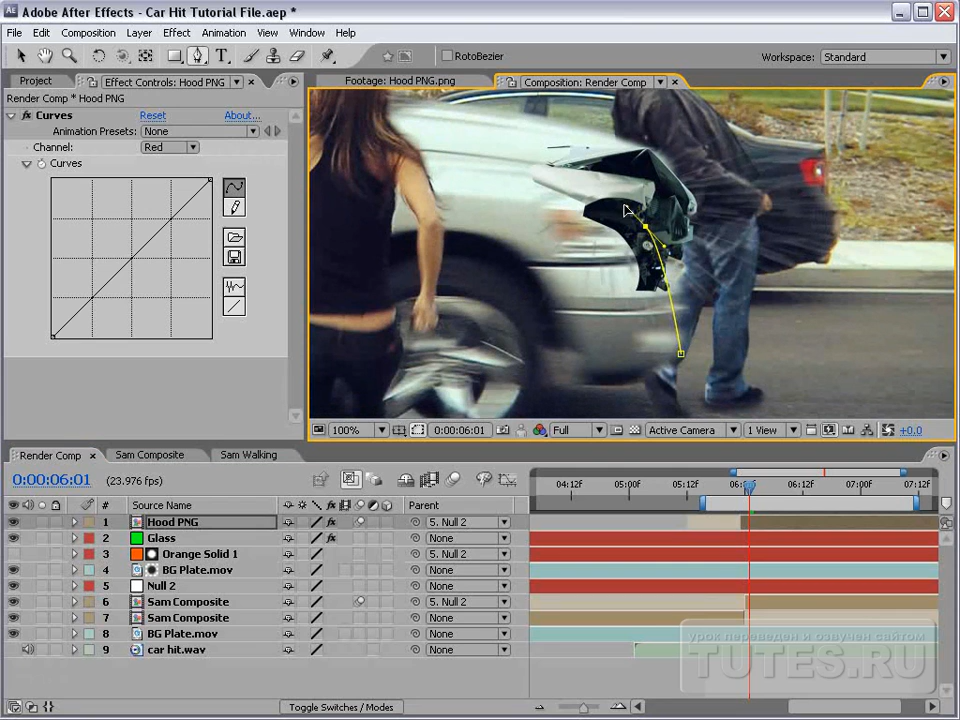 Adobe After Effects - Car Hit Tutorial File.aep *
File Edit Composition Layer Effect Animation View Window Help
RotoBezier
Workspace: Standard
Project Effect Controls: Hood PNG
Footage: Hood PNG.png Composition: Render Comp
Render Comp * Hood PNG
Curves Reset About...
Animation Presets: None
Channel: Red
Curves
100% 0:00:06:01 Full Active Camera 1 View +0.0
Render Comp Sam Composite Sam Walking
0:00:06:01 (23.976 fps)
04:12f 05:00f 05:12f 06:00f 06:12f 07:00f 07:12f
# Source Name Parent
1 Hood PNG 5. Null 2
2 Glass None
3 Orange Solid 1 None
4 BG Plate.mov None
5 Null 2 None
6 Sam Composite 5. Null 2
7 Sam Composite None
8 BG Plate.mov None
9 car hit.wav None
урок переведен и озвучен сайтом
TUTES.RU
Toggle Switches / Modes